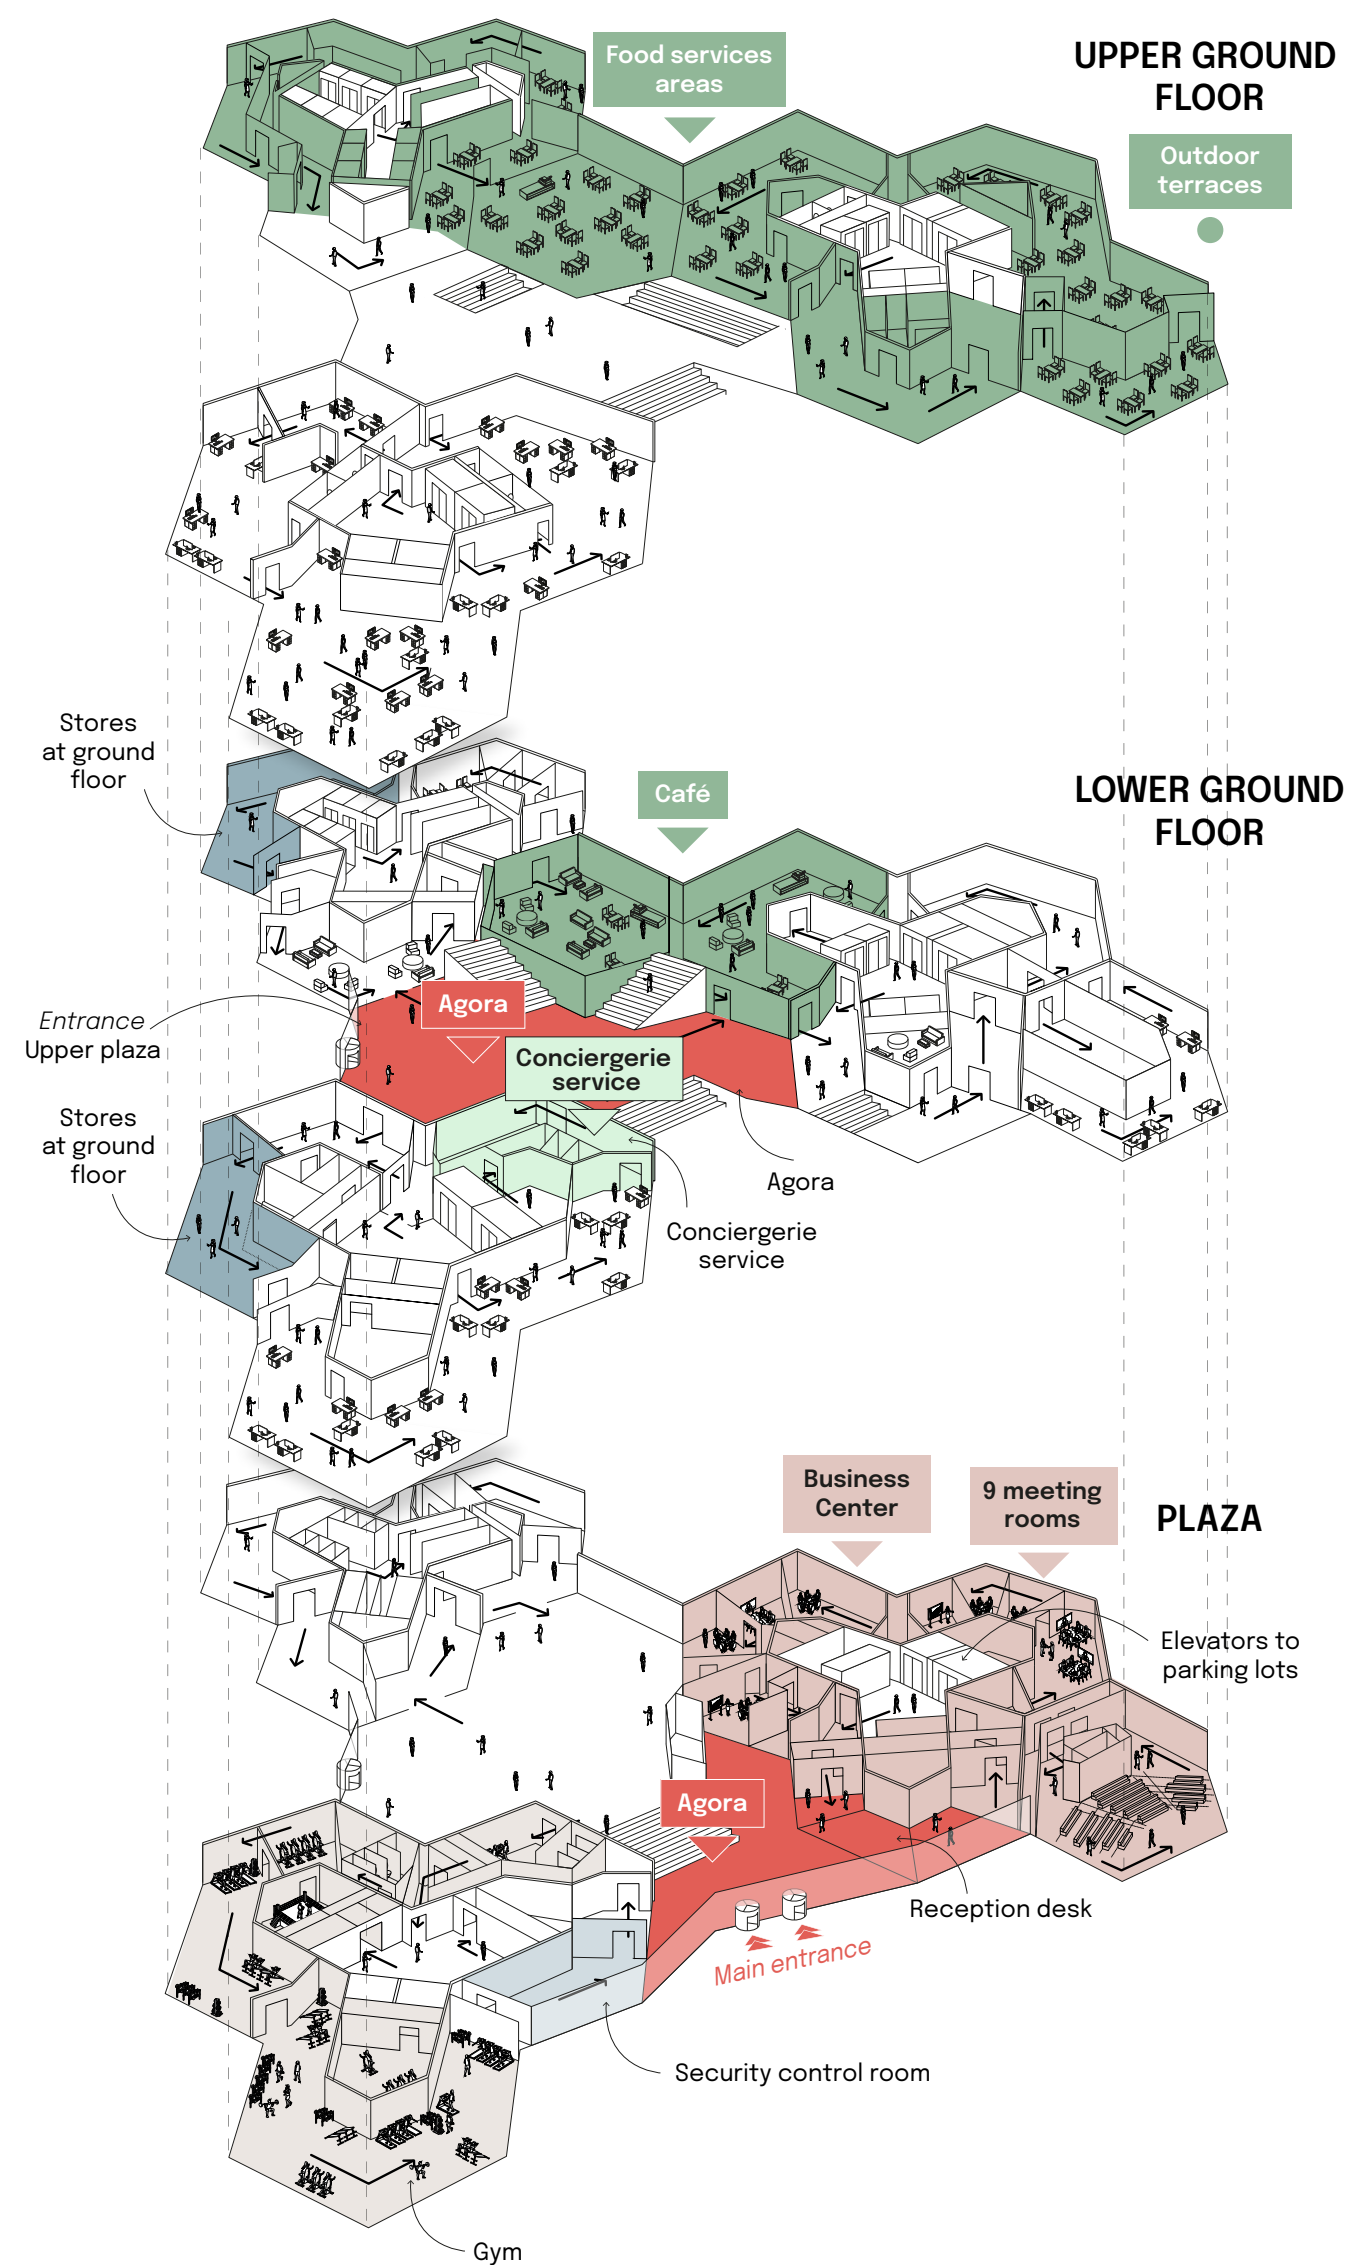 Food services
areas
UPPER GROUND
FLOOR
Outdoor
terraces
Stores
at ground
floor
Café
LOWER GROUND
FLOOR
Agora
Entrance
Upper plaza
Conciergerie
service
Stores
at ground
floor
Agora
Conciergerie
service
Business
Center
9 meeting
rooms
PLAZA
Elevators to
parking lots
Agora
Reception desk
Main entrance
Security control room
Gym